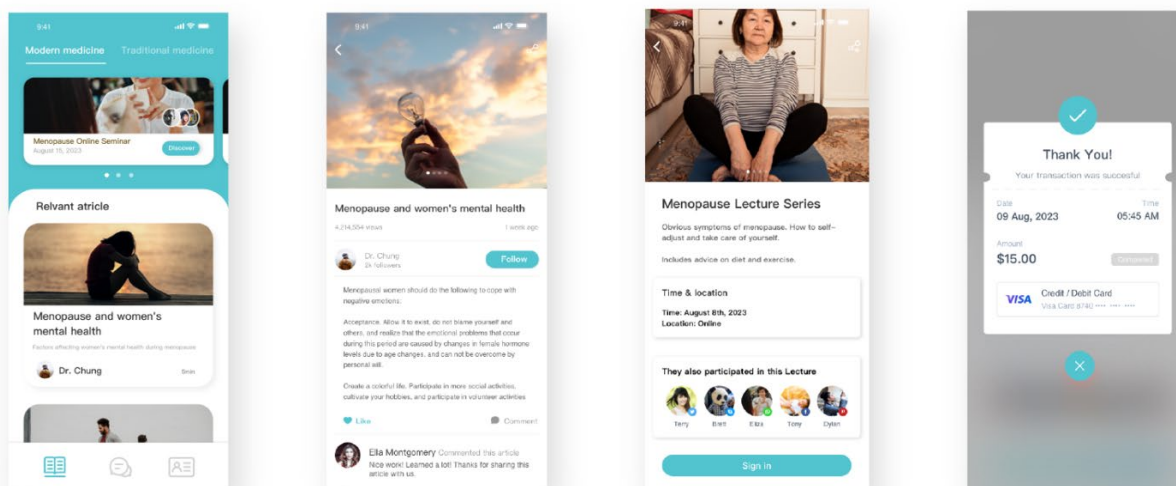 9:41
Modern medicine Traditional medicine
Menopause Online Seminar
August 15, 2023
Discover
Relvant atricle
Menopause and women's
mental health
Factors affecting women's mental health during menopause
Dr. Chung
5min
9:41
Menopause and women's mental health
4,214,554 views
1 week ago
Dr. Chung
2k followers
Follow
Menopausal women should do the following to cope with
negative emotions:
Acceptance. Allow it to exist, do not blame yourself and
others, and realize that the emotional problems that occur
during this period are caused by changes in female hormone
levels due to age changes, and can not be overcome by
personal will.
Create a colorful life. Participate in more social activities,
cultivate your hobbies, and participate in volunteer activities
Like
Comment
Ella Montgomery Commented this article
Nice work! Learned a lot! Thanks for sharing this
article with us.
9:41
Menopause Lecture Series
Obvious symptoms of menopause. How to self-
adjust and take care of yourself.
Includes advice on diet and exercise.
Time & location
Time: August 8th, 2023
Location: Online
They also participated in this Lecture
Terry Brett Eliza Tony Dylan
Sign in
Thank You!
Your transaction was succesful
Date Time
09 Aug, 2023 05:45 AM
Amount
$15.00
Completed
VISA
Credit / Debit Card
Visa Card 8740 **** **** ****